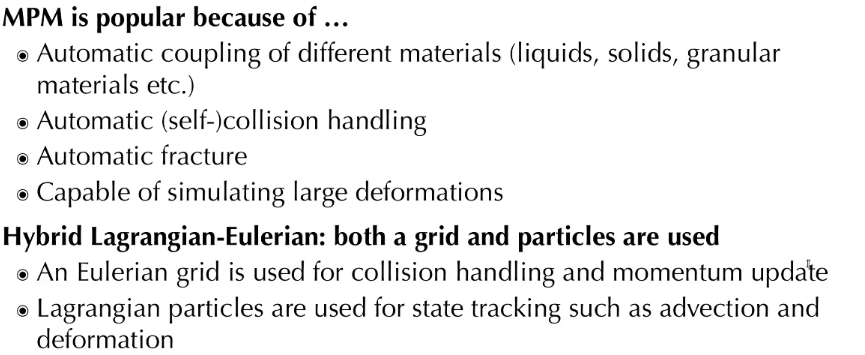 MPM is popular because of …
◉ Automatic coupling of different materials (liquids, solids, granular
materials etc.)
◉ Automatic (self-)collision handling
◉ Automatic fracture
◉ Capable of simulating large deformations
Hybrid Lagrangian-Eulerian: both a grid and particles are used
◉ An Eulerian grid is used for collision handling and momentum update
◉ Lagrangian particles are used for state tracking such as advection and
deformation